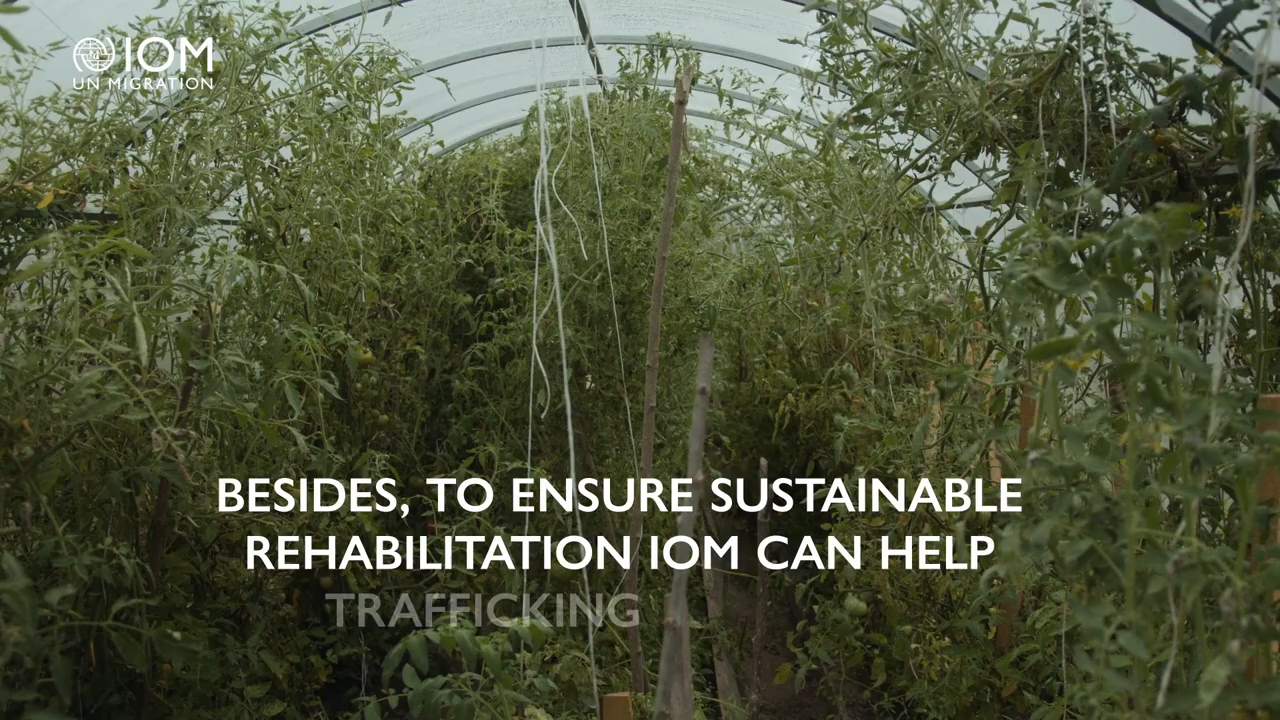 IOM
UN MIGRATION
BESIDES, TO ENSURE SUSTAINABLE
REHABILITATION IOM CAN HELP
TRAFFICKING